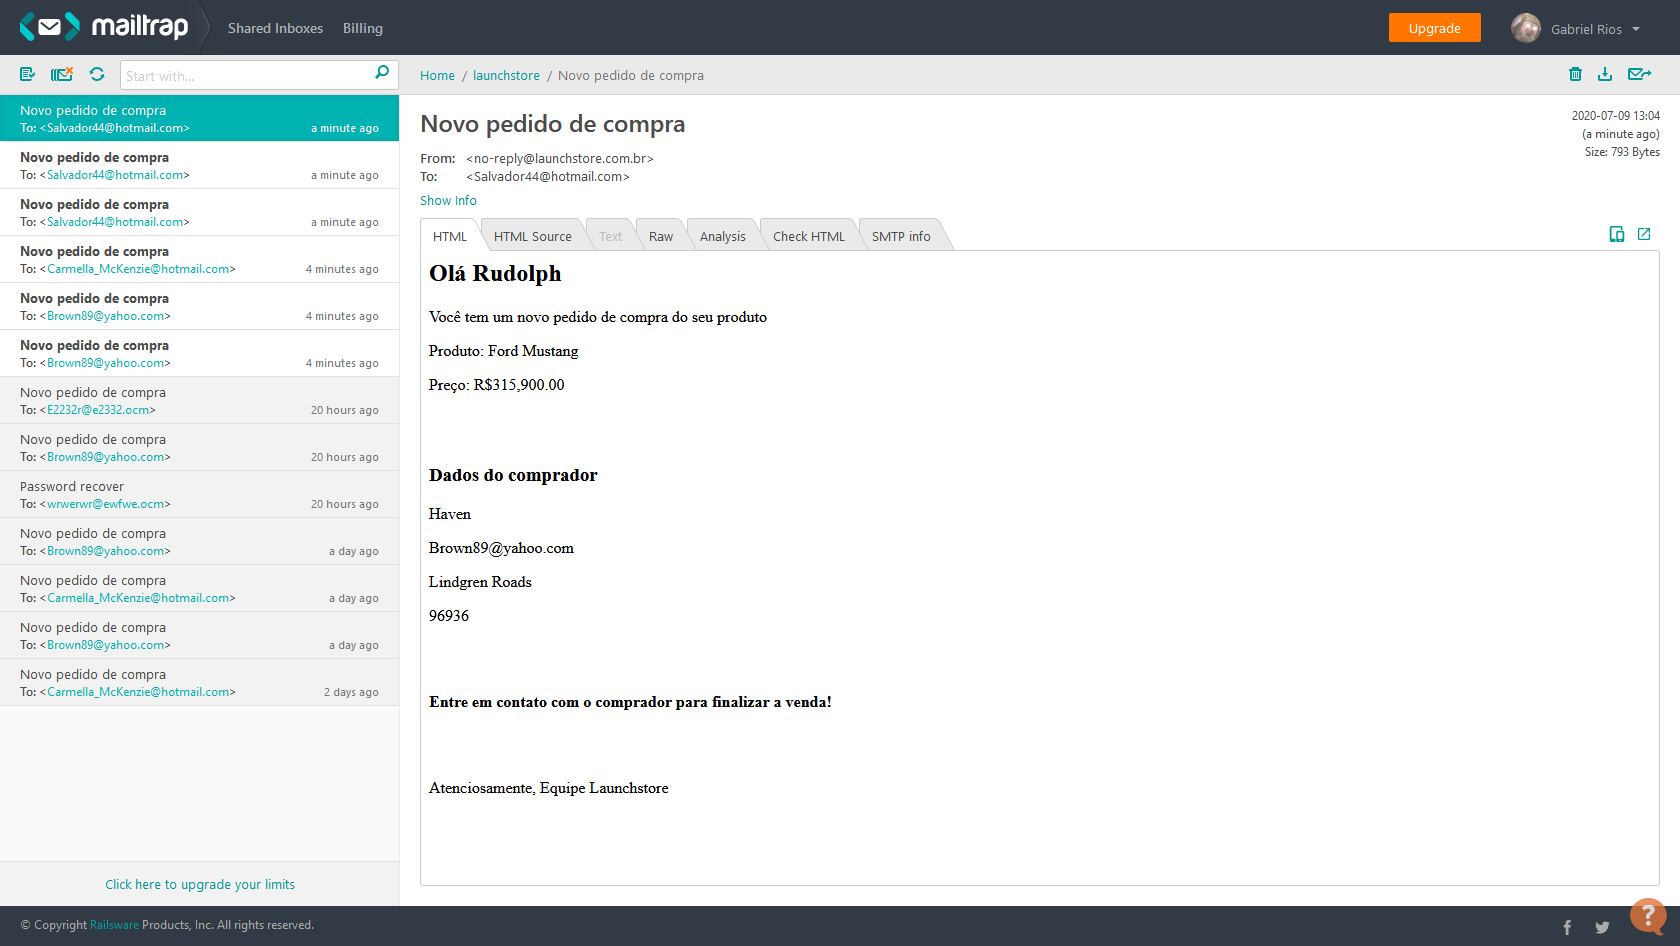 mailtrap
Shared Inboxes
Billing
Upgrade
Gabriel Rios
Start with...
Home / launchstore / Novo pedido de compra
Novo pedido de compra
To: <Salvador44@hotmail.com> a minute ago
Novo pedido de compra
To: <Salvador44@hotmail.com> a minute ago
Novo pedido de compra
To: <Salvador44@hotmail.com> a minute ago
Novo pedido de compra
To: <Carmella_McKenzie@hotmail.com> 4 minutes ago
Novo pedido de compra
To: <Brown89@yahoo.com> 4 minutes ago
Novo pedido de compra
To: <Brown89@yahoo.com> 4 minutes ago
Novo pedido de compra
To: <E2232r@e2332.ocm> 20 hours ago
Novo pedido de compra
To: <Brown89@yahoo.com> 20 hours ago
Password recover
To: <wrwerwr@ewfwe.ocm> 20 hours ago
Novo pedido de compra
To: <Brown89@yahoo.com> a day ago
Novo pedido de compra
To: <Carmella_McKenzie@hotmail.com> a day ago
Novo pedido de compra
To: <Brown89@yahoo.com> a day ago
Novo pedido de compra
To: <Carmella_McKenzie@hotmail.com> 2 days ago
Click here to upgrade your limits
Novo pedido de compra
2020-07-09 13:04
(a minute ago)
Size: 793 Bytes
From: <no-reply@launchstore.com.br>
To: <Salvador44@hotmail.com>
Show Info
HTML
HTML Source
Text
Raw
Analysis
Check HTML
SMTP info
Olá Rudolph
Você tem um novo pedido de compra do seu produto
Produto: Ford Mustang
Preço: R$315,900.00
Dados do comprador
Haven
Brown89@yahoo.com
Lindgren Roads
96936
Entre em contato com o comprador para finalizar a venda!
Atenciosamente, Equipe Launchstore
© Copyright Railsware Products, Inc. All rights reserved.
?